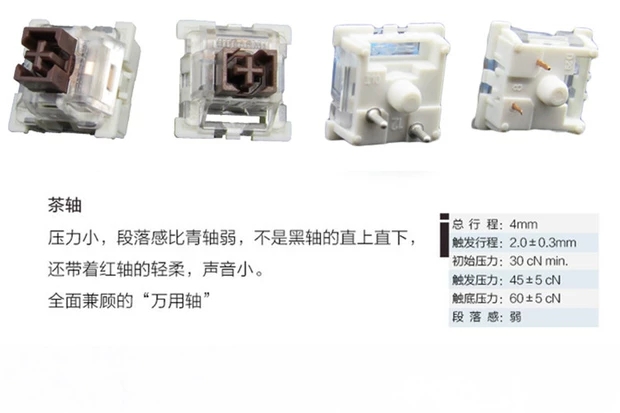 茶轴
压力小，段落感比青轴弱，不是黑轴的直上直下，
还带着红轴的轻柔，声音小。
全面兼顾的“万用轴”
总 行 程：4mm
触发行程：2.0±0.3mm
初始压力：30 cN min.
触发压力：45±5 cN
触底压力：60±5 cN
段 落 感：弱